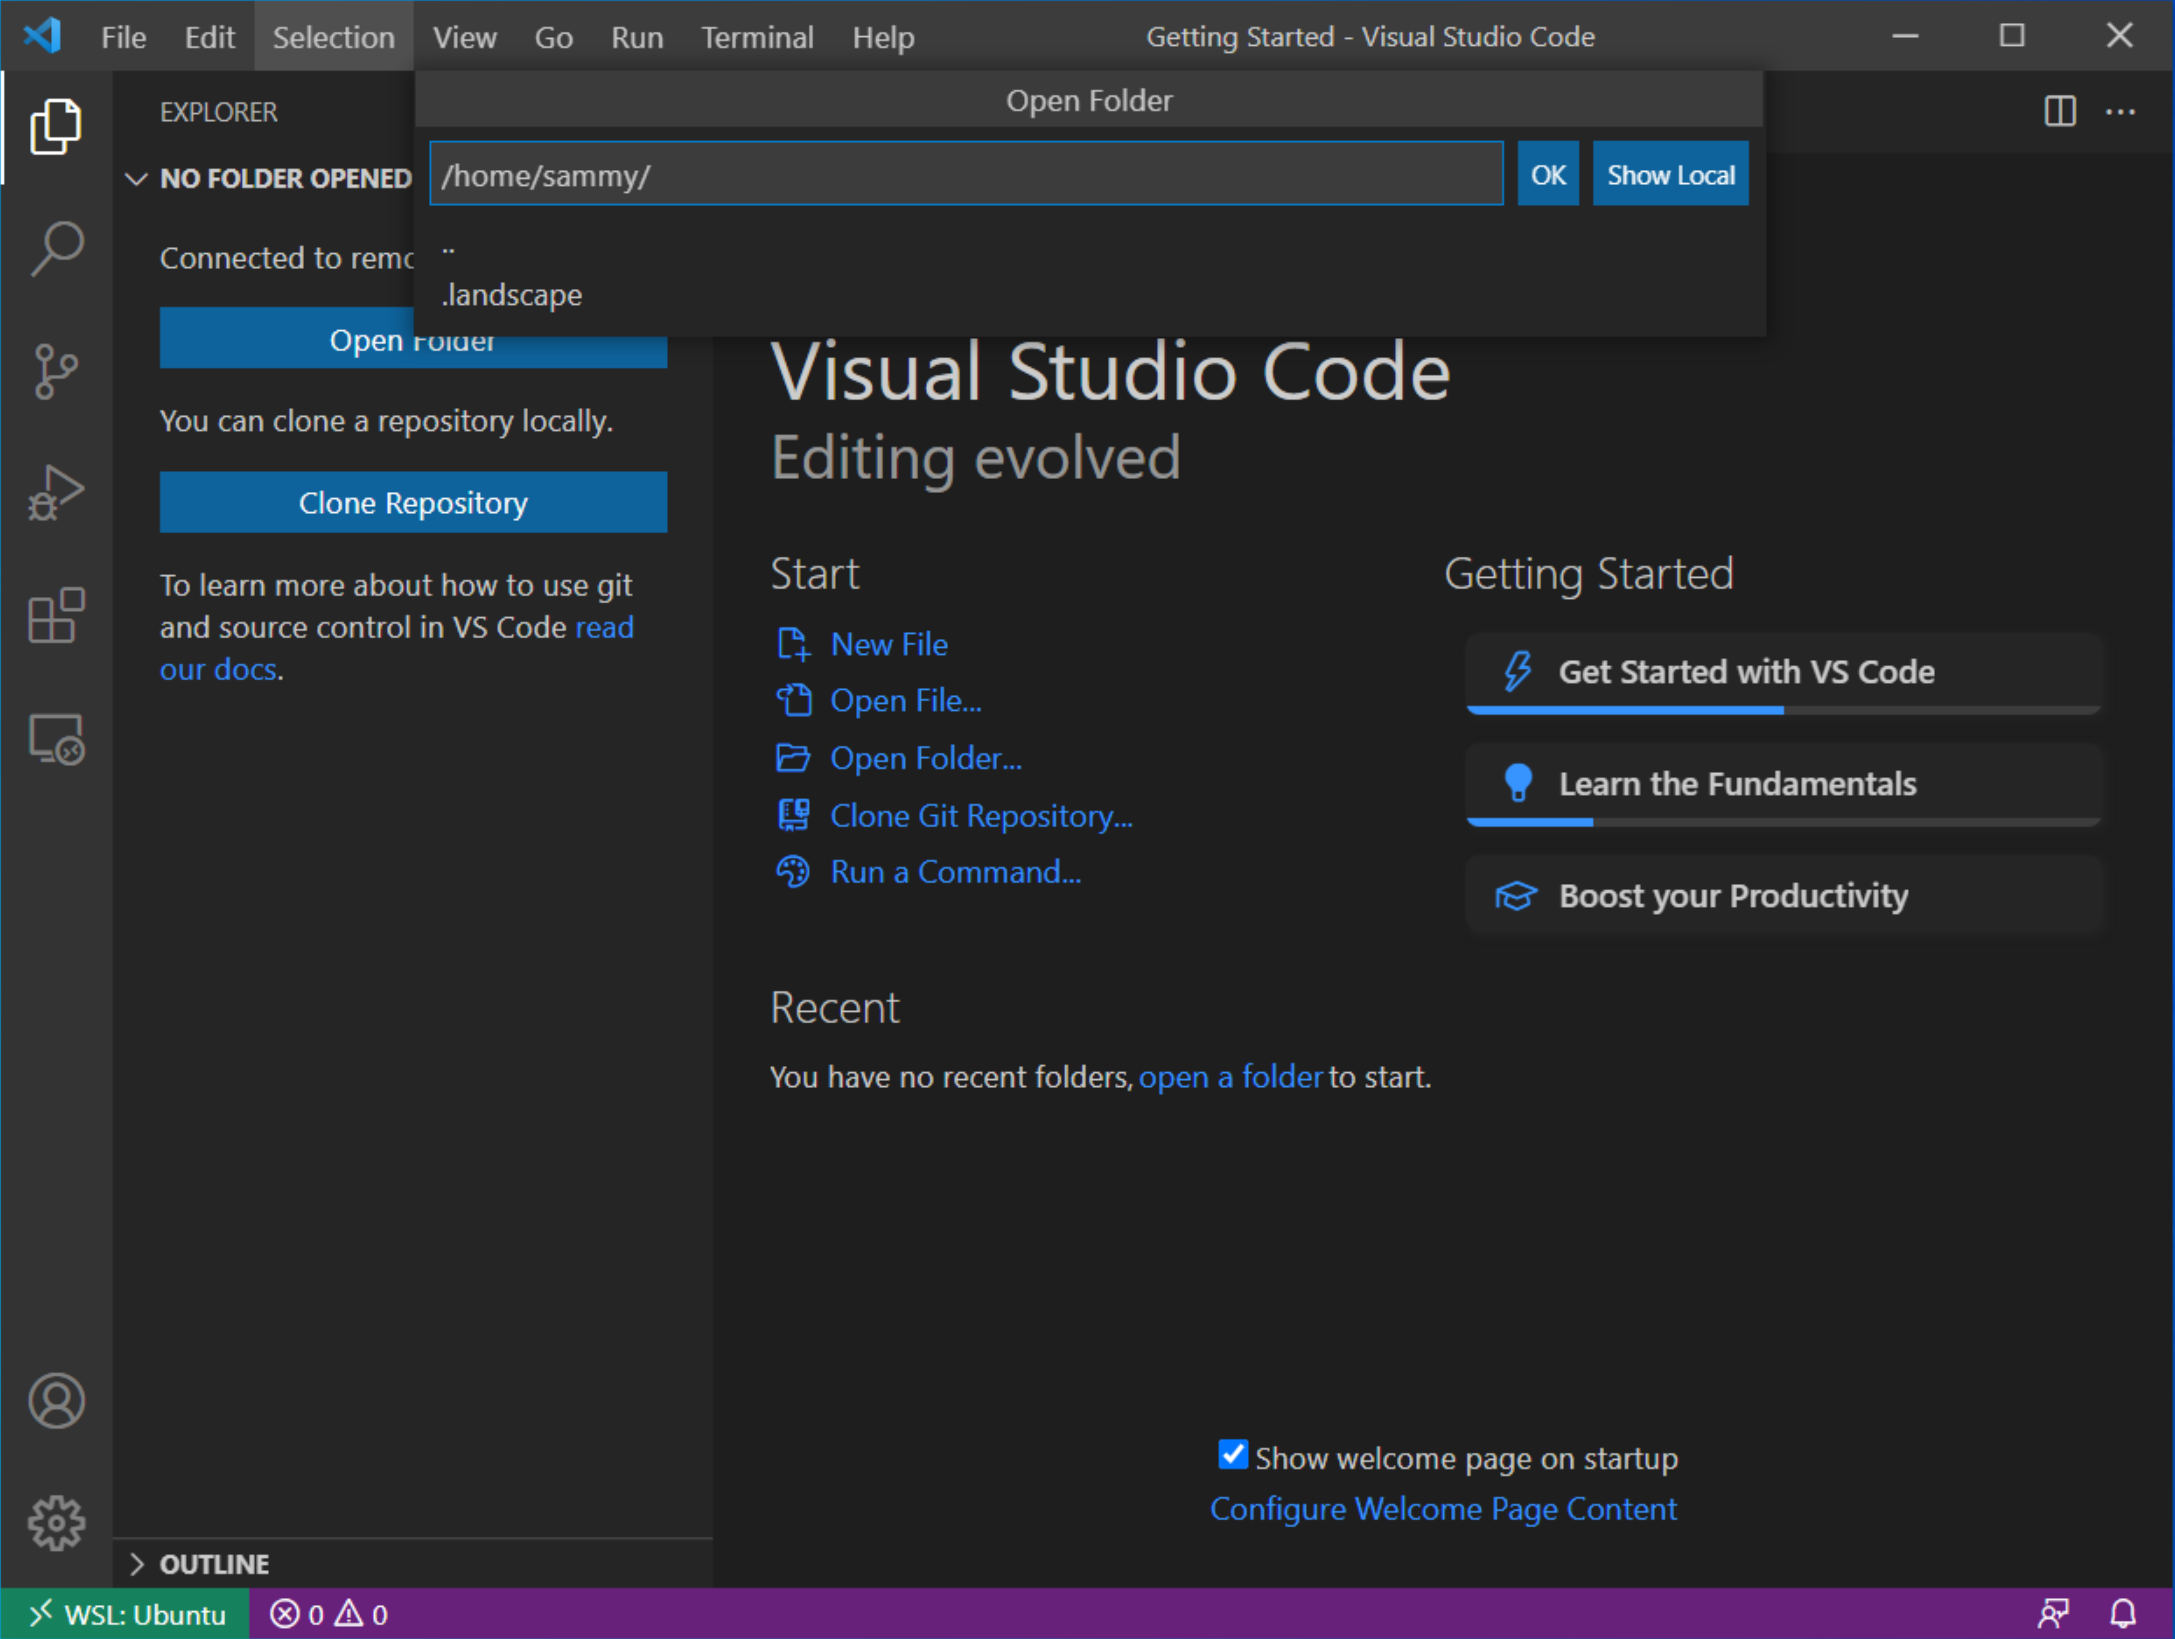 File Edit Selection View Go Run Terminal Help Getting Started - Visual Studio Code
Open Folder
EXPLORER
/home/sammy/ OK Show Local
NO FOLDER OPENED
..
.landscape
Connected to remo
Open Folder
You can clone a repository locally.
Clone Repository
To learn more about how to use git
and source control in VS Code read
our docs.
OUTLINE
Visual Studio Code
Editing evolved
Start
New File
Open File...
Open Folder...
Clone Git Repository...
Run a Command...
Recent
You have no recent folders, open a folder to start.
Getting Started
Get Started with VS Code
Learn the Fundamentals
Boost your Productivity
Show welcome page on startup
Configure Welcome Page Content
WSL: Ubuntu 0 0